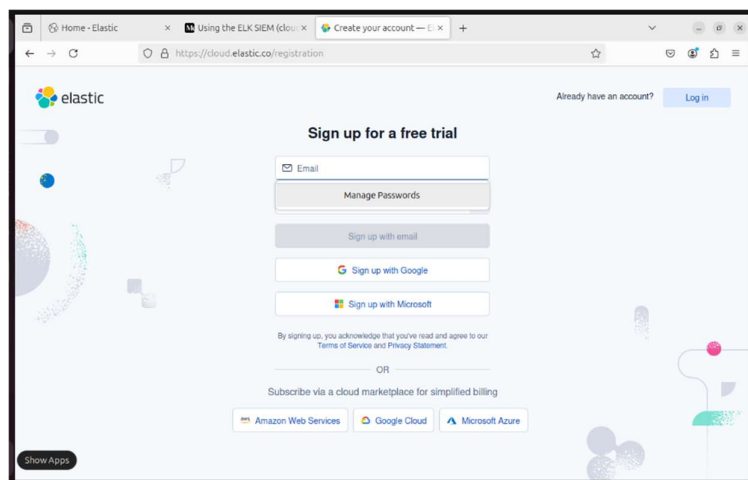 Home - Elastic
Using the ELK SIEM (clou
Create your account — El
https://cloud.elastic.co/registration
elastic
Already have an account?
Log in
Sign up for a free trial
Email
Manage Passwords
Sign up with email
Sign up with Google
Sign up with Microsoft
By signing up, you acknowledge that you've read and agree to our
Terms of Service and Privacy Statement.
OR
Subscribe via a cloud marketplace for simplified billing
aws Amazon Web Services
Google Cloud
Microsoft Azure
Show Apps